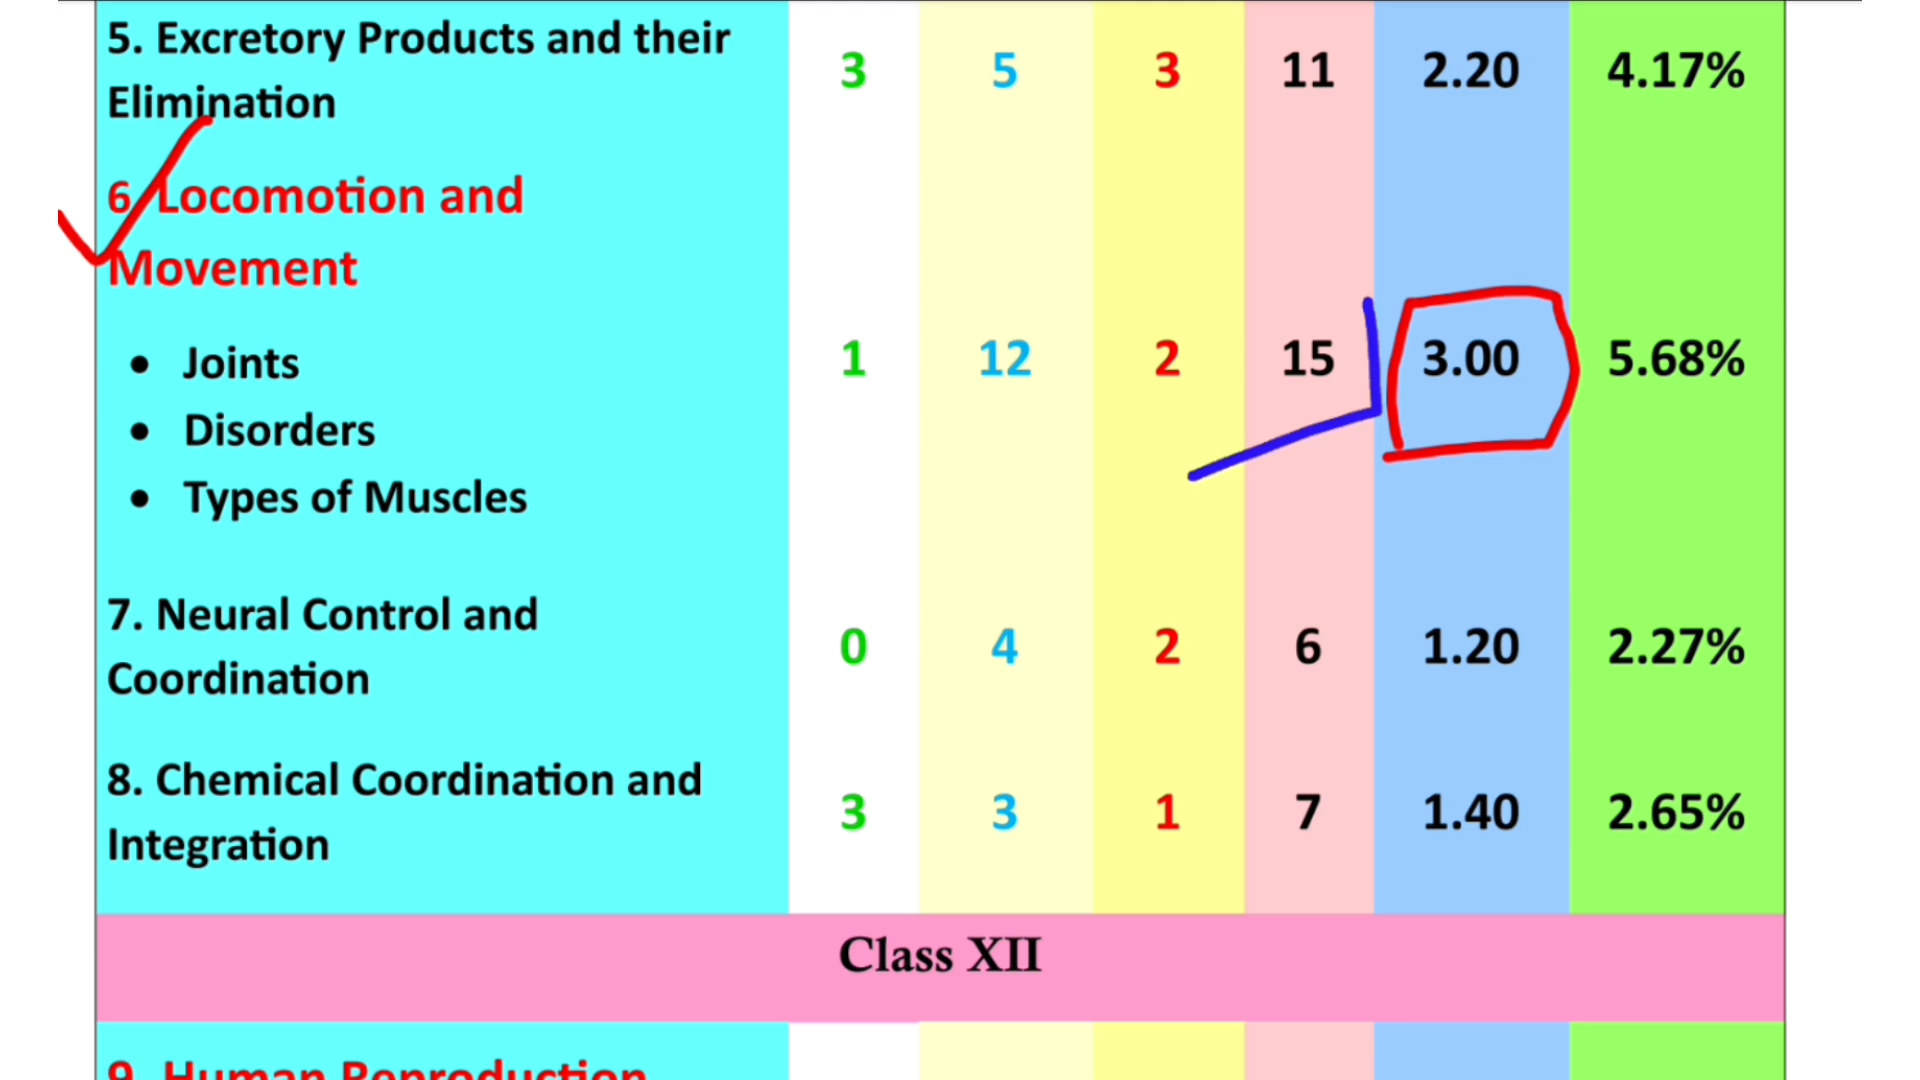 5. Excretory Products and their
Elimination
3 5 3 11 2.20 4.17%
6. Locomotion and
Movement
• Joints
1 12 2 15 3.00 5.68%
• Disorders
• Types of Muscles
7. Neural Control and
Coordination
0 4 2 6 1.20 2.27%
8. Chemical Coordination and
Integration
3 3 1 7 1.40 2.65%
Class XII
9. Human Reproduction